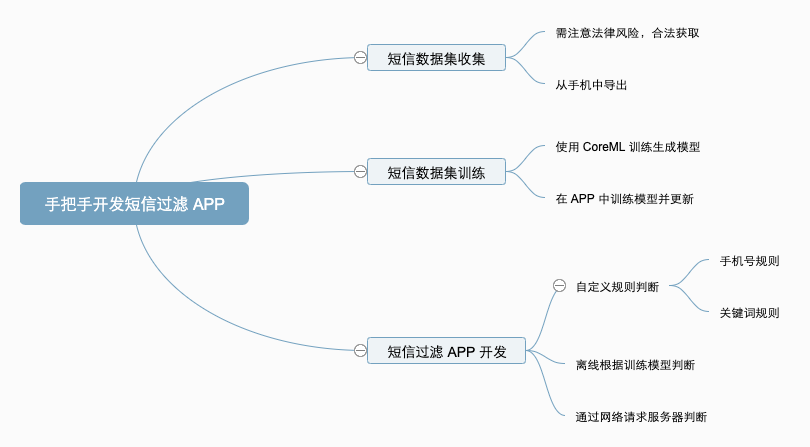 手把手开发短信过滤 APP
短信数据集收集
需注意法律风险，合法获取
从手机中导出
短信数据集训练
使用 CoreML 训练生成模型
在 APP 中训练模型并更新
短信过滤 APP 开发
自定义规则判断
手机号规则
关键词规则
离线根据训练模型判断
通过网络请求服务器判断